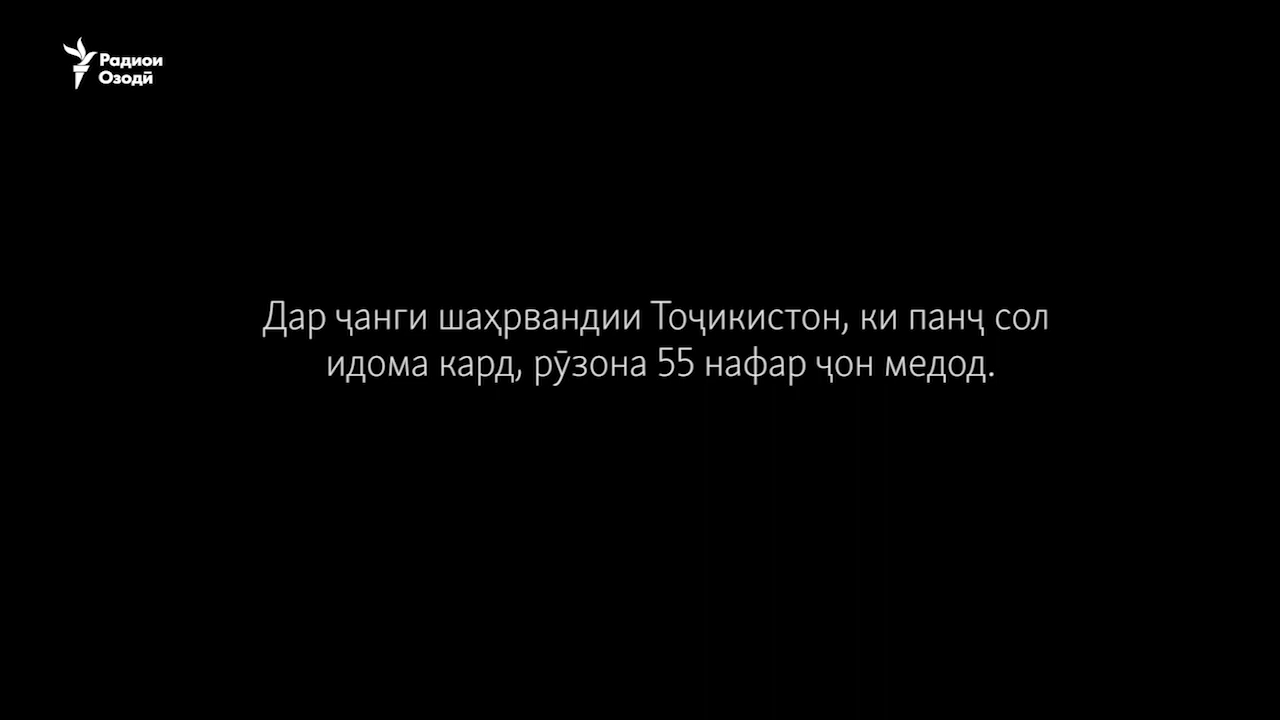 Радиои
Озодӣ
Дар ҷанги шаҳрвандии Тоҷикистон, ки панҷ сол
идома кард, рӯзона 55 нафар ҷон медод.